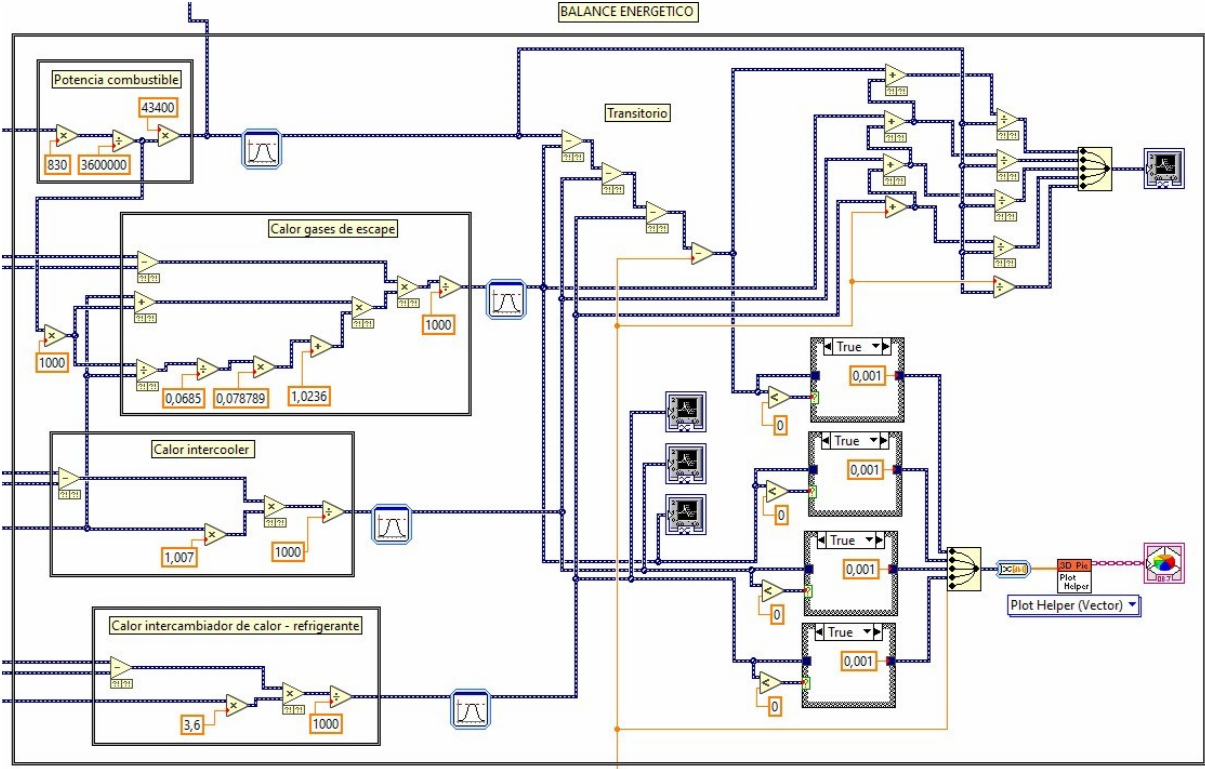 BALANCE ENERGETICO
Potencia combustible
43400
830
3600000
Transitorio
Calor gases de escape
1000
1000
0,0685
0,078789
1,0236
True
0,001
0
Calor intercooler
True
0,001
0
1,007
1000
True
0,001
0
3D Pie
Plot
Helper
Plot Helper (Vector)
Calor intercambiador de calor - refrigerante
True
0,001
0
3,6
1000